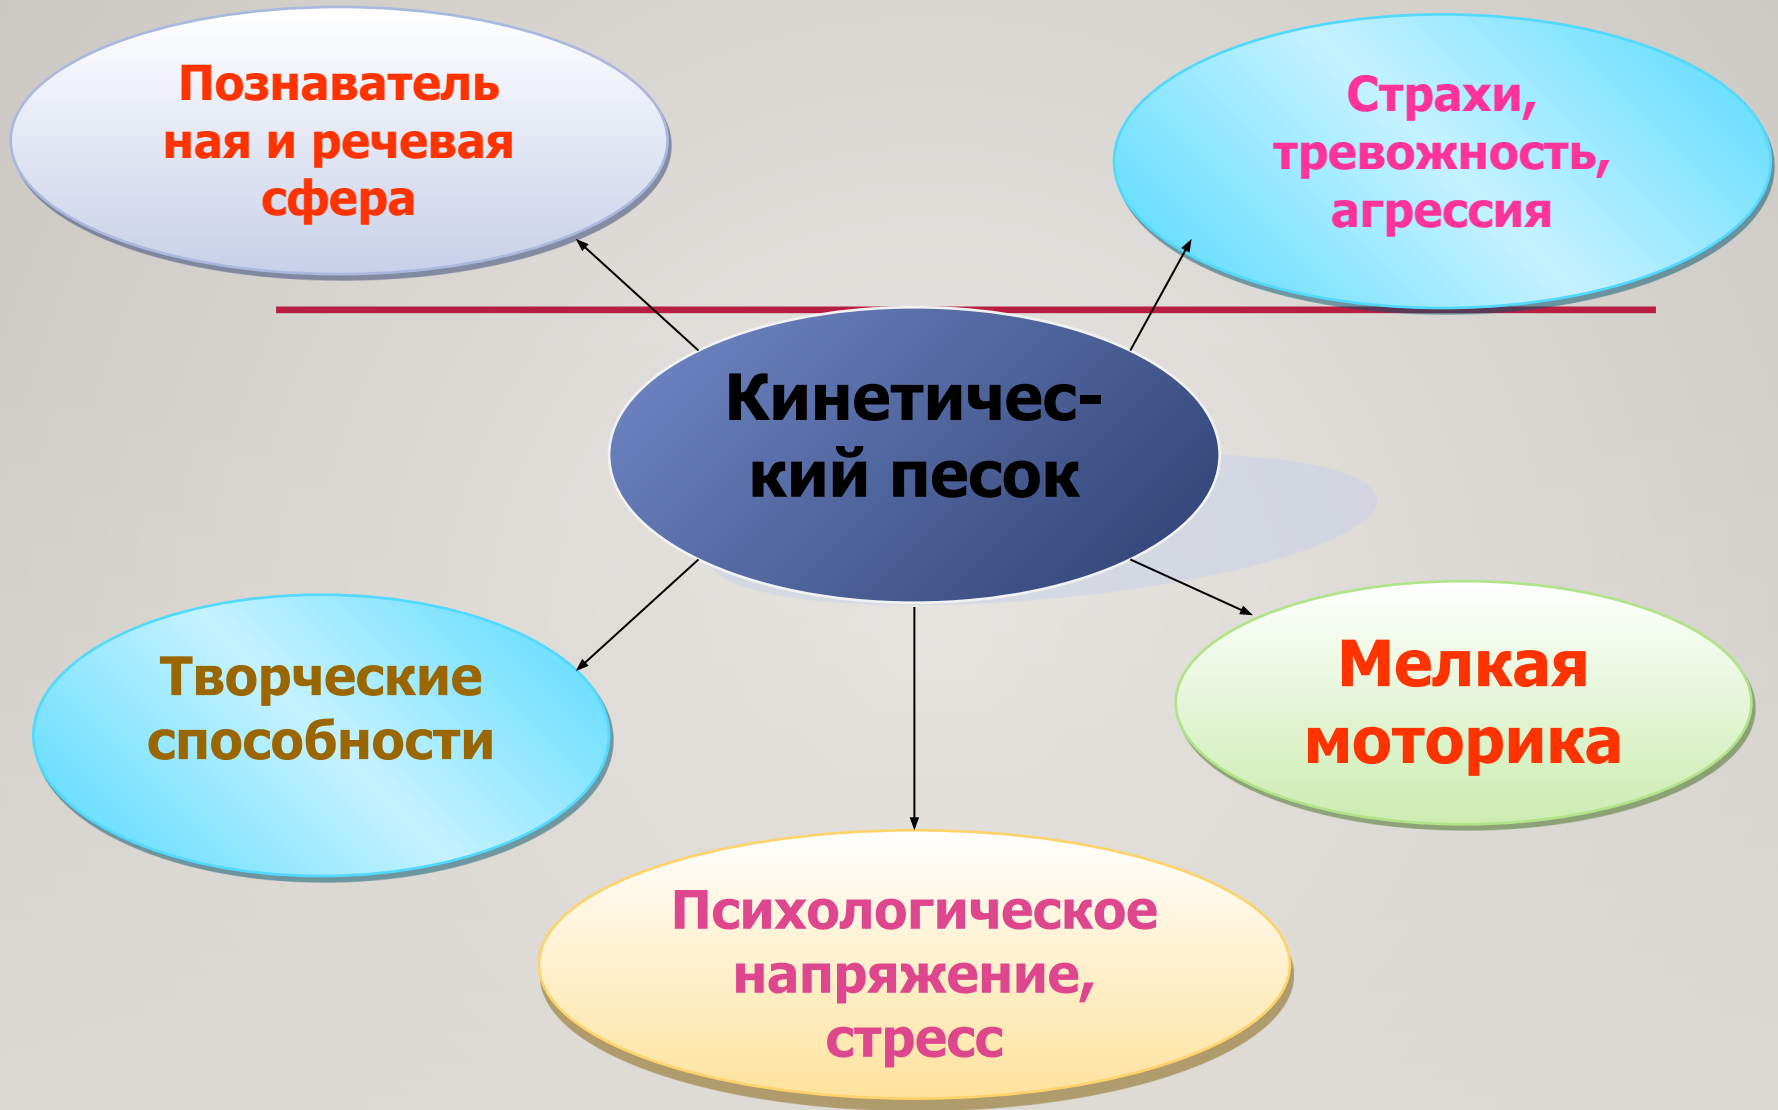 Познаватель
ная и речевая
сфера
Страхи,
тревожность,
агрессия
Кинетичес-
кий песок
Творческие
способности
Мелкая
моторика
Психологическое
напряжение,
стресс